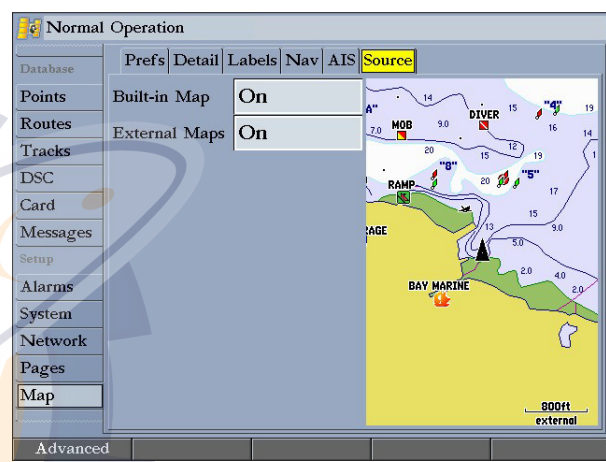 Normal Operation
Prefs Detail Labels Nav AIS Source
Database
Points
Routes
Tracks
DSC
Card
Messages
Setup
Alarms
System
Network
Pages
Map
Built-in Map On
External Maps On
A"
14
DIVER
15
"4"
19
7.0
MOB
9.0
16
14
20
12
15
19
1
"8"
20
"5"
17
RAMP
15
RAGE
13
9.0
5.0
2.0
4.0
2.0
BAY MARINE
800ft
external
Advanced